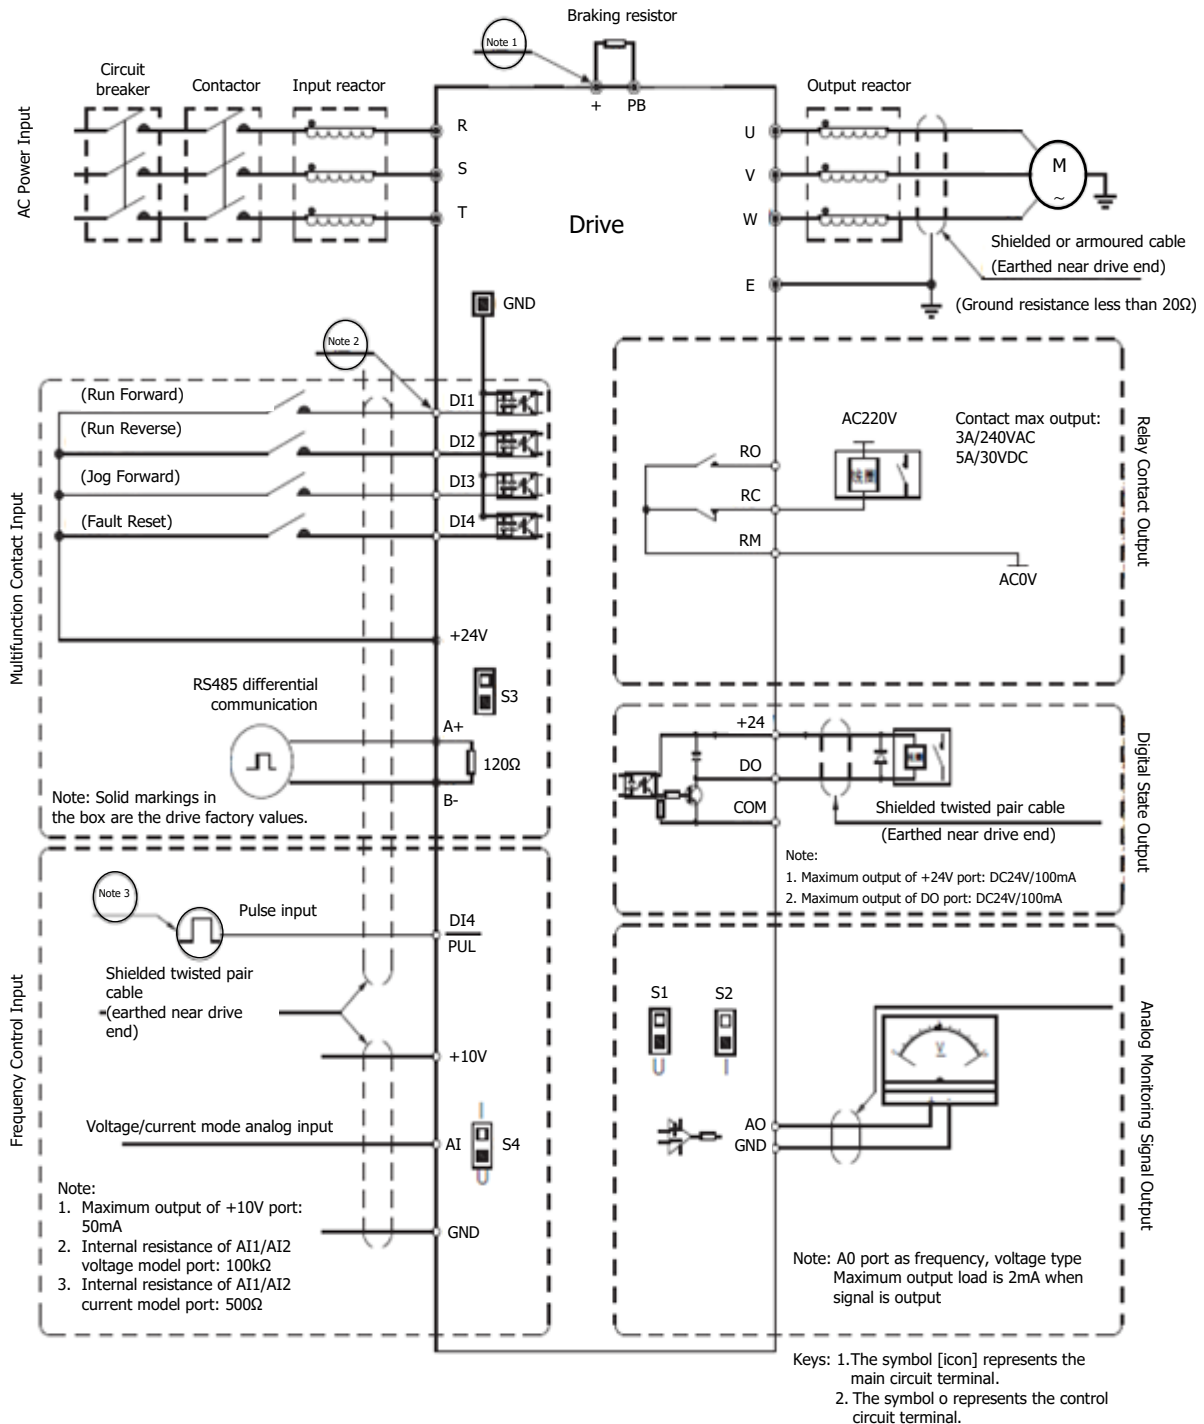 Braking resistor
Note 1
Circuit
breaker
Contactor
Input reactor
Output reactor
+
PB
AC Power Input
R
S
T
U
V
W
M
~
Drive
Shielded or armoured cable
(Earthed near drive end)
E
(Ground resistance less than 20Ω)
GND
Note 2
Multifunction Contact Input
(Run Forward)
DI1
(Run Reverse)
DI2
(Jog Forward)
DI3
(Fault Reset)
DI4
+24V
RS485 differential
communication
S3
A+
120Ω
B-
Note: Solid markings in
the box are the drive factory values.
AC220V
Contact max output:
3A/240VAC
5A/30VDC
RO
RC
RM
AC0V
Relay Contact Output
+24
DO
COM
Shielded twisted pair cable
(Earthed near drive end)
Note:
1. Maximum output of +24V port: DC24V/100mA
2. Maximum output of DO port: DC24V/100mA
Digital State Output
Frequency Control Input
Note 3
Pulse input
DI4
PUL
Shielded twisted pair
cable
(earthed near drive
end)
+10V
Voltage/current mode analog input
AI
I
S4
U
GND
Note:
1. Maximum output of +10V port:
50mA
2. Internal resistance of AI1/AI2
voltage model port: 100kΩ
3. Internal resistance of AI1/AI2
current model port: 500Ω
S1
S2
U
I
V
AO
GND
Analog Monitoring Signal Output
Note: A0 port as frequency, voltage type
Maximum output load is 2mA when
signal is output
Keys: 1.The symbol [icon] represents the
main circuit terminal.
2. The symbol o represents the control
circuit terminal.